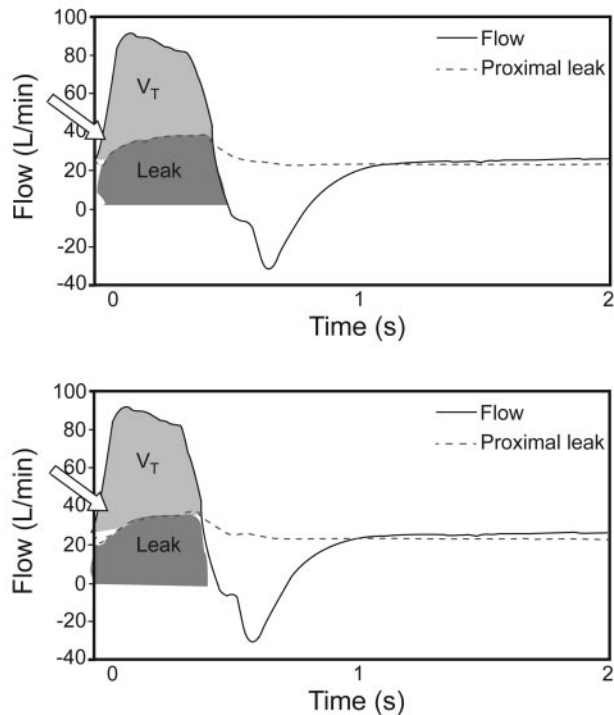 100
80
60
40
20
0
-20
-40
Flow (L/min)
VT
Leak
Flow
Proximal leak
0
1
2
Time (s)
100
80
60
40
20
0
-20
-40
Flow (L/min)
VT
Leak
Flow
Proximal leak
0
1
2
Time (s)